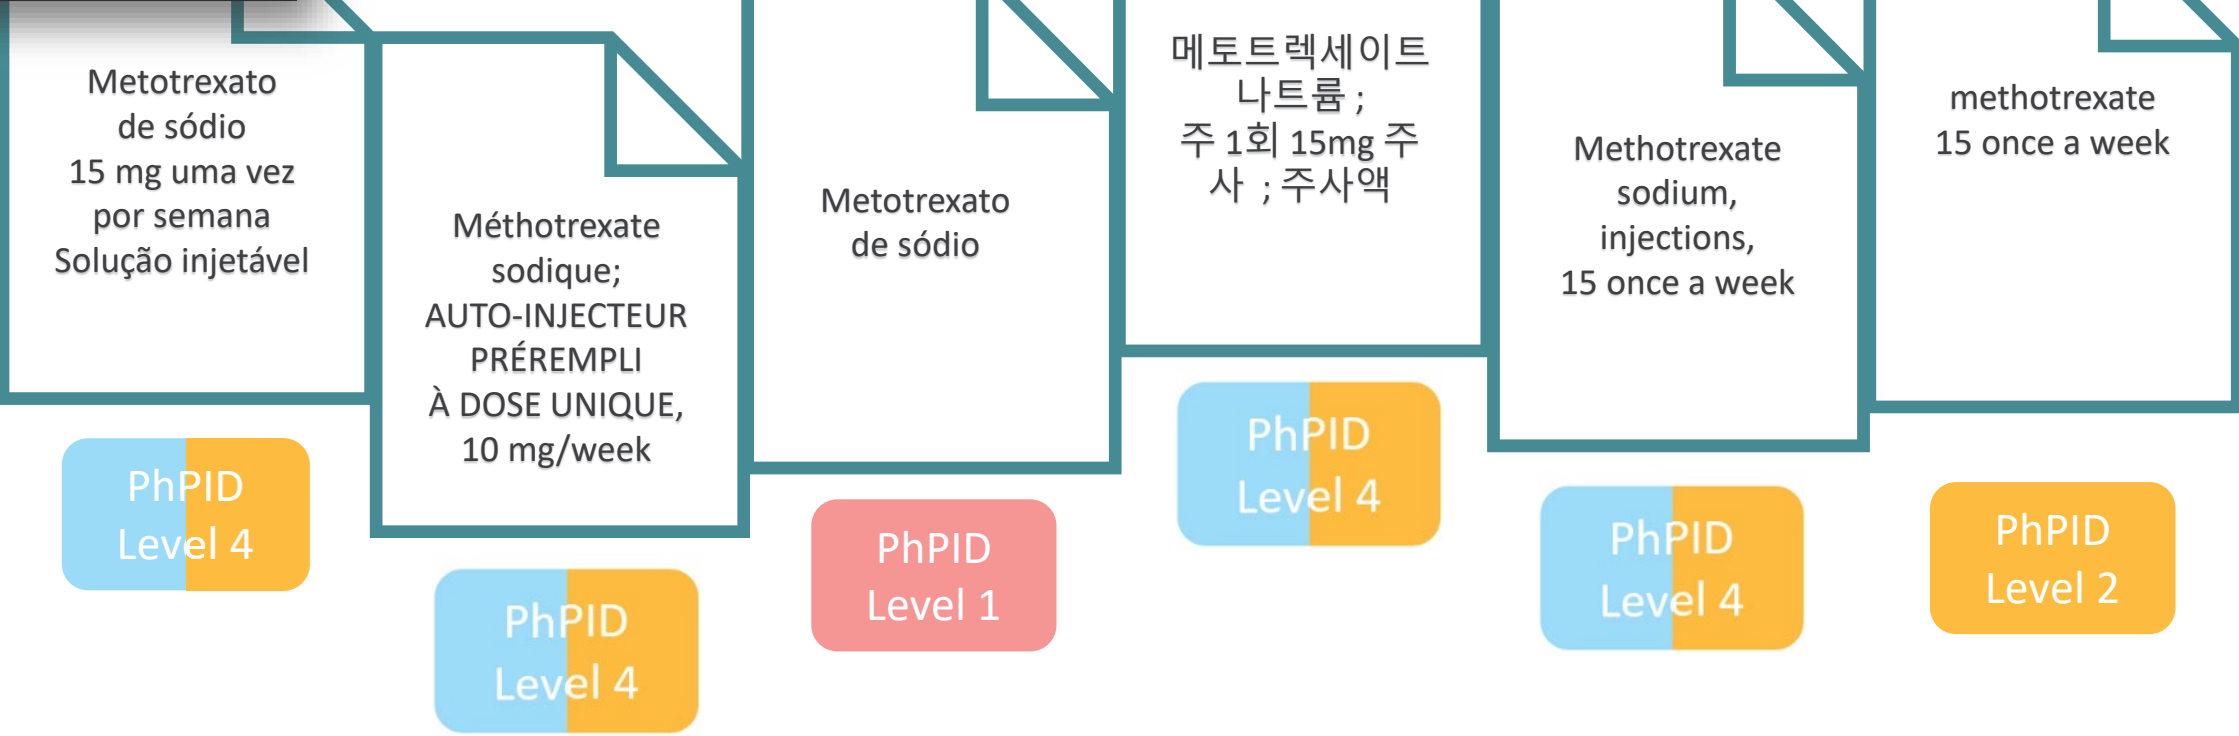 Metotrexato
de sódio
15 mg uma vez
por semana
Solução injetável
PhPID
Level 4
Méthotrexate
sodique;
AUTO-INJECTEUR
PRÉREMPLI
À DOSE UNIQUE,
10 mg/week
PhPID
Level 4
Metotrexato
de sódio
PhPID
Level 1
메토트렉세이트
나트륨 ;
주 1회 15mg 주
사 ; 주사액
PhPID
Level 4
Methotrexate
sodium,
injections,
15 once a week
PhPID
Level 4
methotrexate
15 once a week
PhPID
Level 2